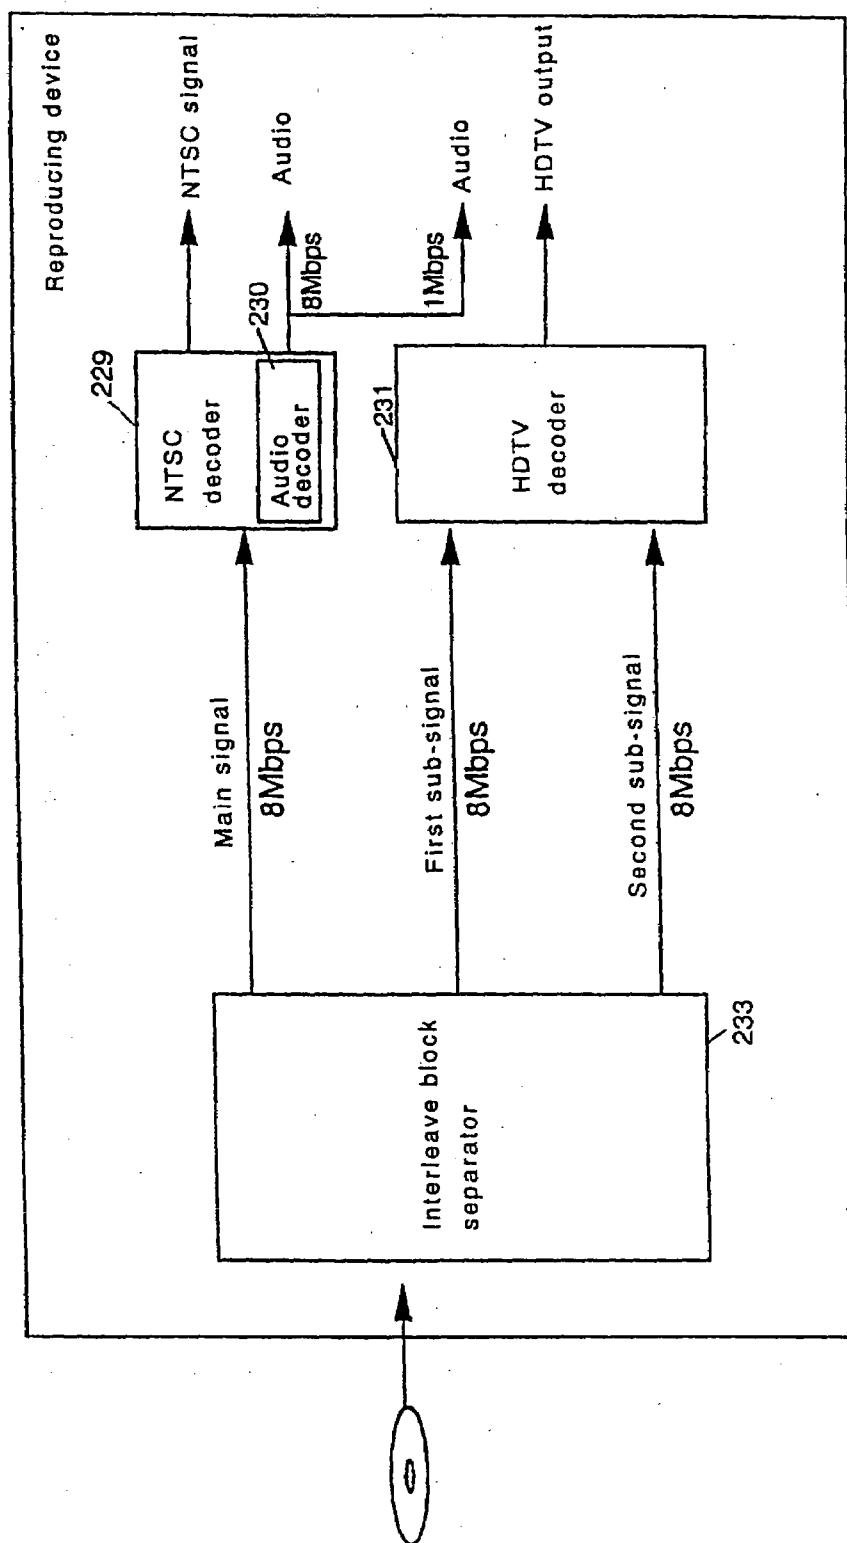 Reproducing device
NTSC signal
Audio
8Mbps
1Mbps
Audio
HDTV output
229
230
NTSC
decoder
Audio
decoder
231
HDTV
decoder
Main signal
8Mbps
First sub-signal
8Mbps
Second sub-signal
8Mbps
Interleave block
separator
233